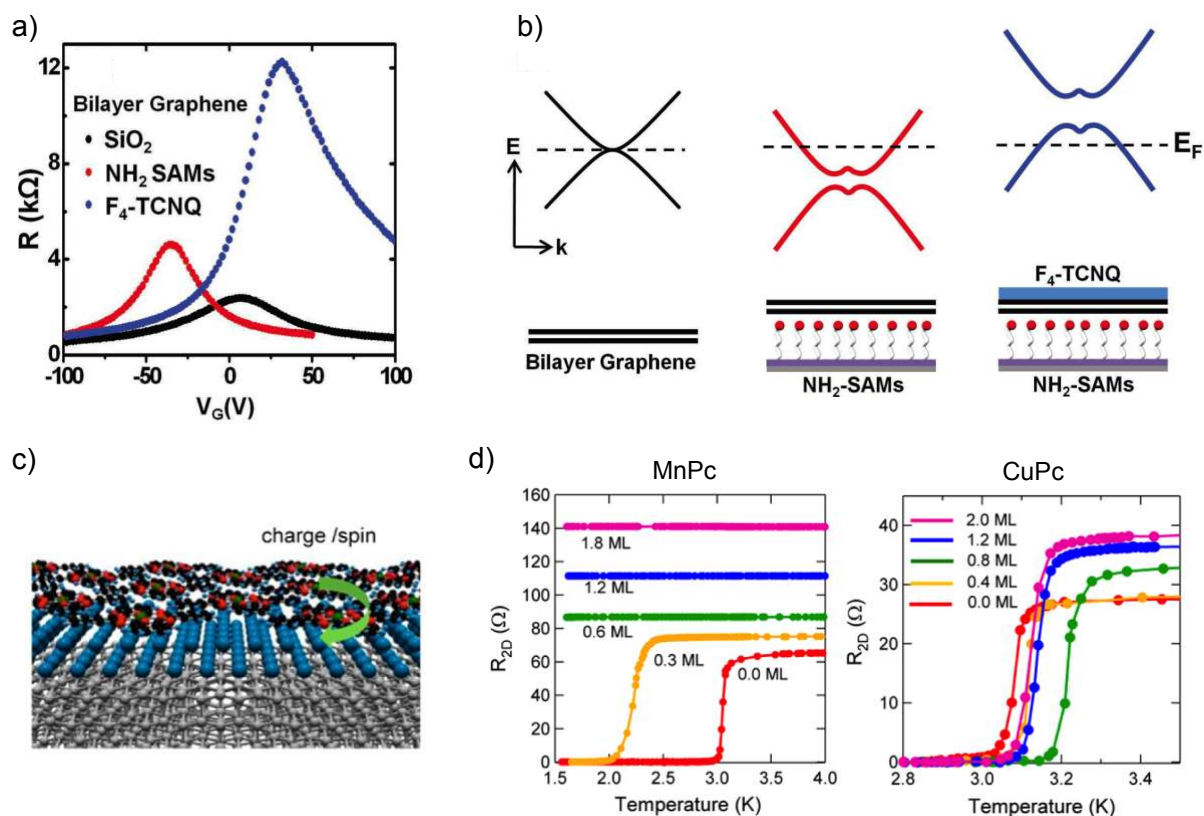 a)
12
8
4
0
R (kΩ)
Bilayer Graphene
SiO₂
NH₂ SAMs
F₄-TCNQ
-100 -50 0 50 100
V_G(V)
b)
E
k
E_F
Bilayer Graphene
NH₂-SAMs
F₄-TCNQ
NH₂-SAMs
c)
charge /spin
d)
MnPc
160
140
120
100
80
60
40
20
0
R₂D (Ω)
1.8 ML
1.2 ML
0.6 ML
0.3 ML
0.0 ML
1.5 2.0 2.5 3.0 3.5 4.0
Temperature (K)
CuPc
40
30
20
10
0
R₂D (Ω)
2.0 ML
1.2 ML
0.8 ML
0.4 ML
0.0 ML
2.8 3.0 3.2 3.4
Temperature (K)